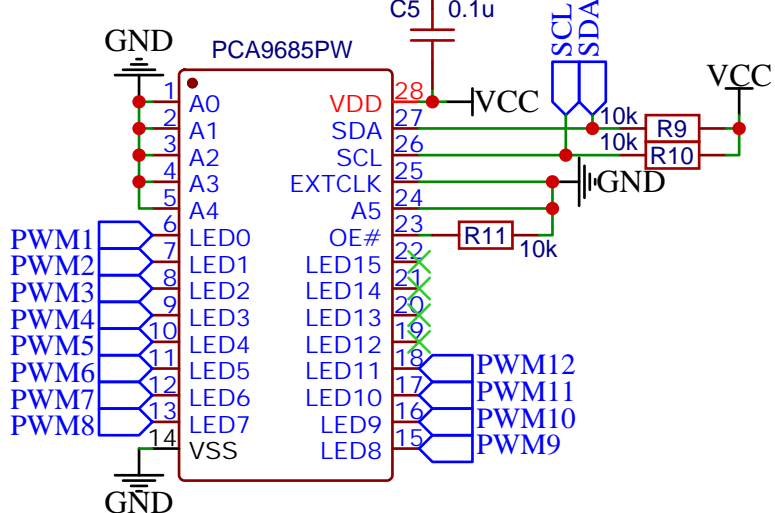 C5 0.1u
SCL
SDA
GND
PCA9685PW
VCC
1 A0
2 A1
3 A2
4 A3
5 A4
6 LED0
7 LED1
8 LED2
9 LED3
10 LED4
11 LED5
12 LED6
13 LED7
14 VSS
VDD 28
SDA 27
SCL 26
EXTCLK 25
A5 24
OE# 23
LED15 22
LED14 21
LED13 20
LED12 19
LED11 18
LED10 17
LED9 16
LED8 15
VCC
10k R9
10k R10
GND
R11 10k
PWM1
PWM2
PWM3
PWM4
PWM5
PWM6
PWM7
PWM8
PWM12
PWM11
PWM10
PWM9
GND